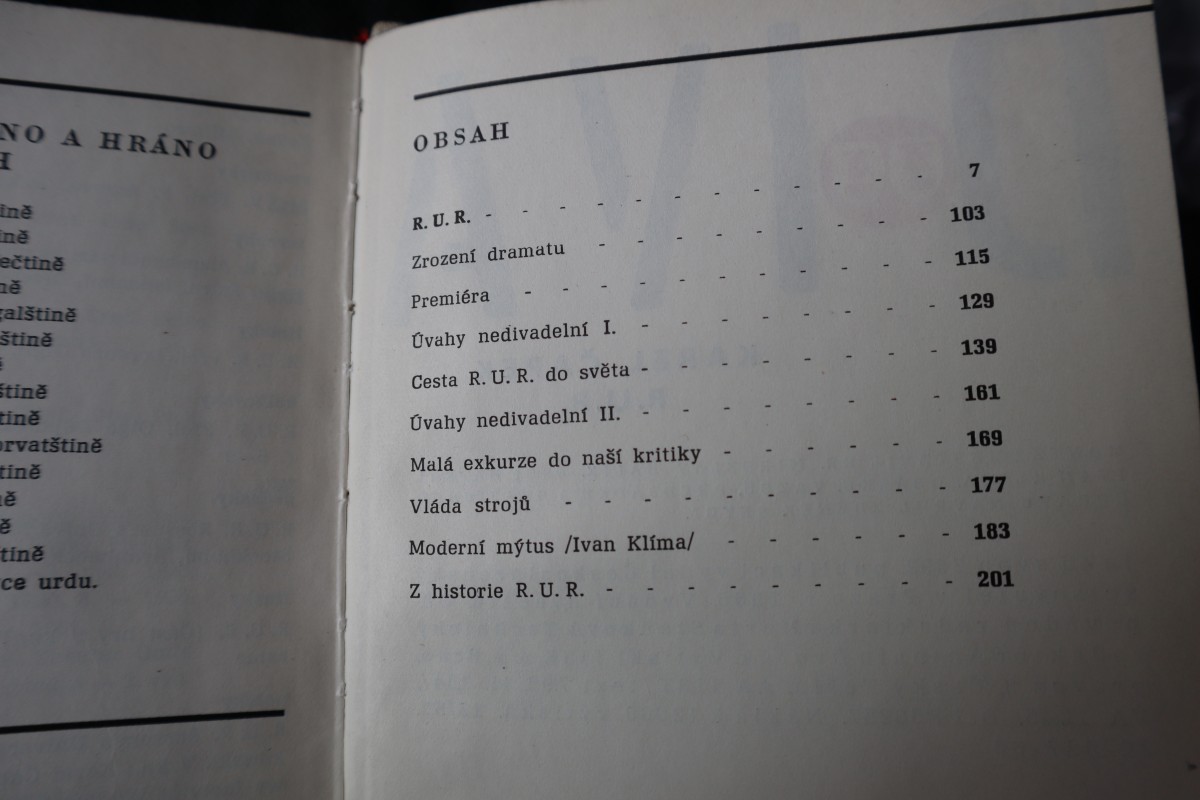 NO A HRÁNO
H
ině
ině
ečtině
ně
galštině
štině
ě
štině
tině
orvatštině
tině
ně
ě
tině
ce urdu.
OBSAH
R. U. R. - - - - - - - - - - - - 7
Zrození dramatu - - - - - - - - - 103
Premiéra - - - - - - - - - - - 115
Úvahy nedivadelní I. - - - - - - - - 129
Cesta R. U. R. do světa - - - - - - - - 139
Úvahy nedivadelní II. - - - - - - - - 161
Malá exkurze do naší kritiky - - - - - - 169
Vláda strojů - - - - - - - - - - 177
Moderní mýtus /Ivan Klíma/ - - - - - - 183
Z historie R. U. R. - - - - - - - - - 201